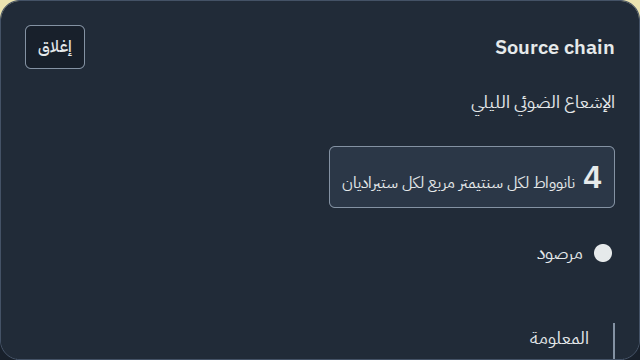 Source chain
إغلاق
الإشعاع الضوئي الليلي
4 نانوواط لكل سنتيمتر مربع لكل ستيراديان
مرصود
المعلومة